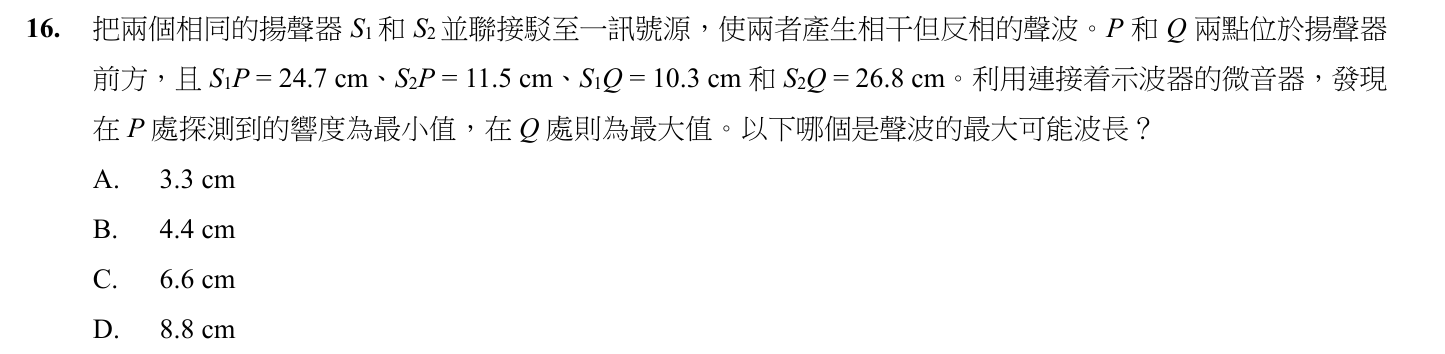 16. 把兩個相同的揚聲器 S1 和 S2 並聯接駁至一訊號源，使兩者產生相干但反相的聲波。P 和 Q 兩點位於揚聲器
前方，且 S1P = 24.7 cm、S2P = 11.5 cm、S1Q = 10.3 cm 和 S2Q = 26.8 cm。利用連接着示波器的微音器，發現
在 P 處探測到的響度為最小值，在 Q 處則為最大值。以下哪個是聲波的最大可能波長？
A. 3.3 cm
B. 4.4 cm
C. 6.6 cm
D. 8.8 cm